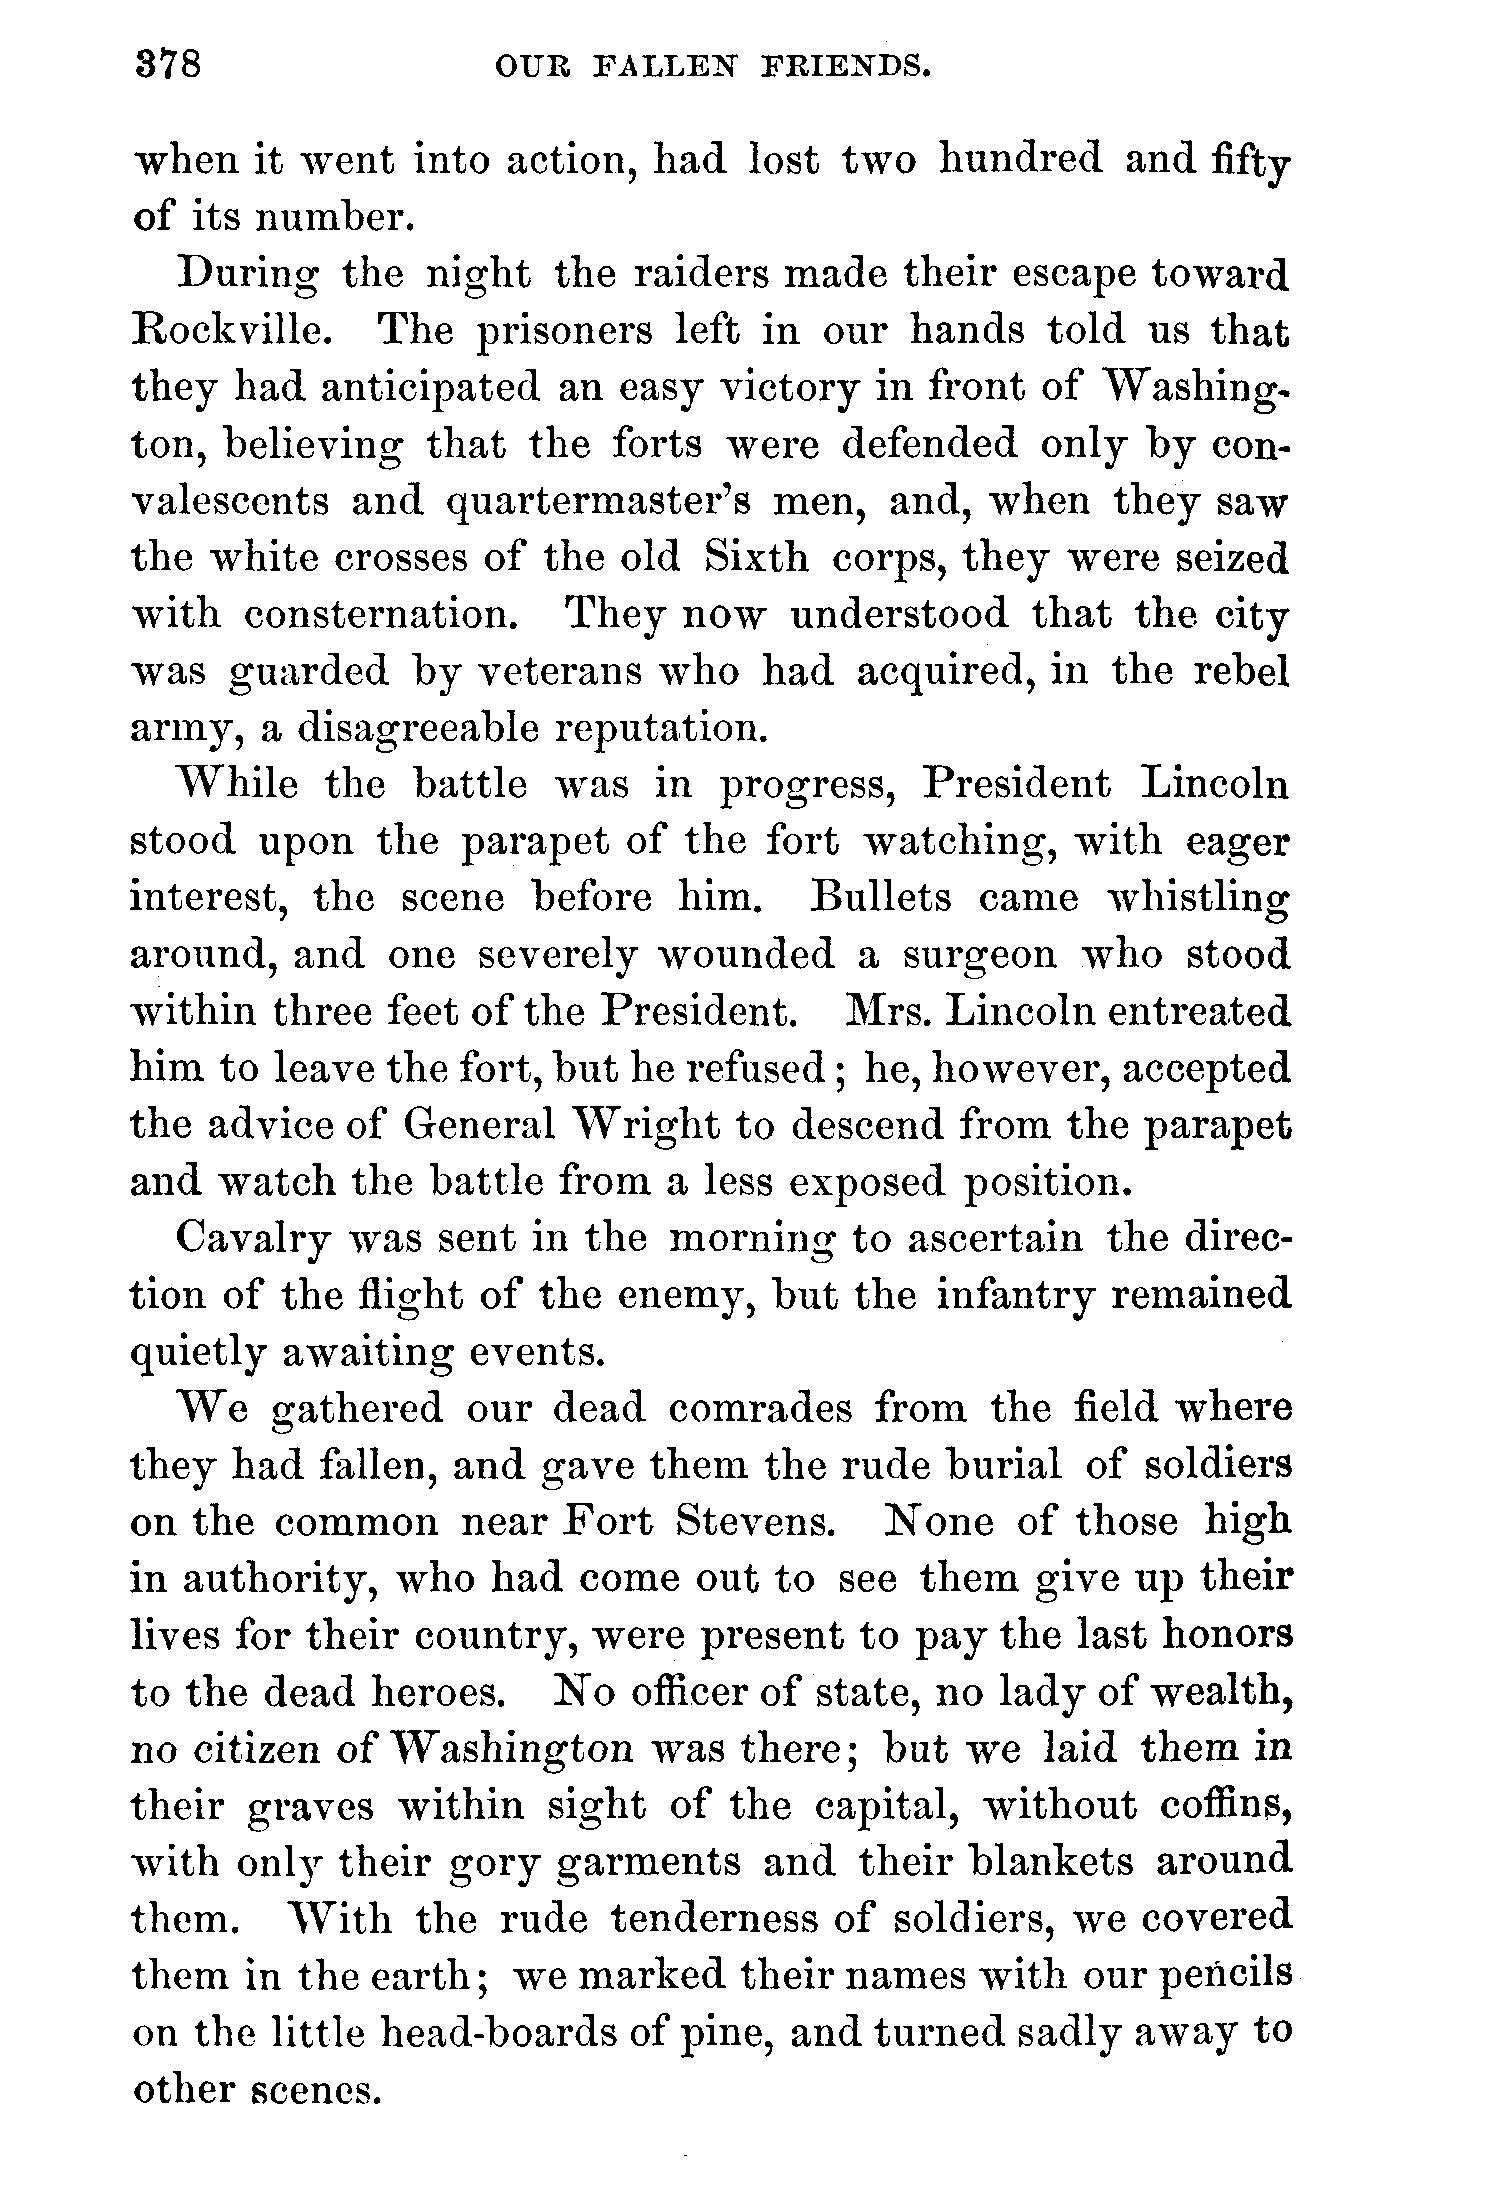 378 OUR FALLEN FRIENDS.
when it went into action, had lost two hundred and fifty
of its number.
During the night the raiders made their escape toward
Rockville. The prisoners left in our hands told us that
they had anticipated an easy victory in front of Washing-
ton, believing that the forts were defended only by con-
valescents and quartermaster's men, and, when they saw
the white crosses of the old Sixth corps, they were seized
with consternation. They now understood that the city
was guarded by veterans who had acquired, in the rebel
army, a disagreeable reputation.
While the battle was in progress, President Lincoln
stood upon the parapet of the fort watching, with eager
interest, the scene before him. Bullets came whistling
around, and one severely wounded a surgeon who stood
within three feet of the President. Mrs. Lincoln entreated
him to leave the fort, but he refused; he, however, accepted
the advice of General Wright to descend from the parapet
and watch the battle from a less exposed position.
Cavalry was sent in the morning to ascertain the direc-
tion of the flight of the enemy, but the infantry remained
quietly awaiting events.
We gathered our dead comrades from the field where
they had fallen, and gave them the rude burial of soldiers
on the common near Fort Stevens. None of those high
in authority, who had come out to see them give up their
lives for their country, were present to pay the last honors
to the dead heroes. No officer of state, no lady of wealth,
no citizen of Washington was there; but we laid them in
their graves within sight of the capital, without coffins,
with only their gory garments and their blankets around
them. With the rude tenderness of soldiers, we covered
them in the earth; we marked their names with our pencils
on the little head-boards of pine, and turned sadly away to
other scenes.